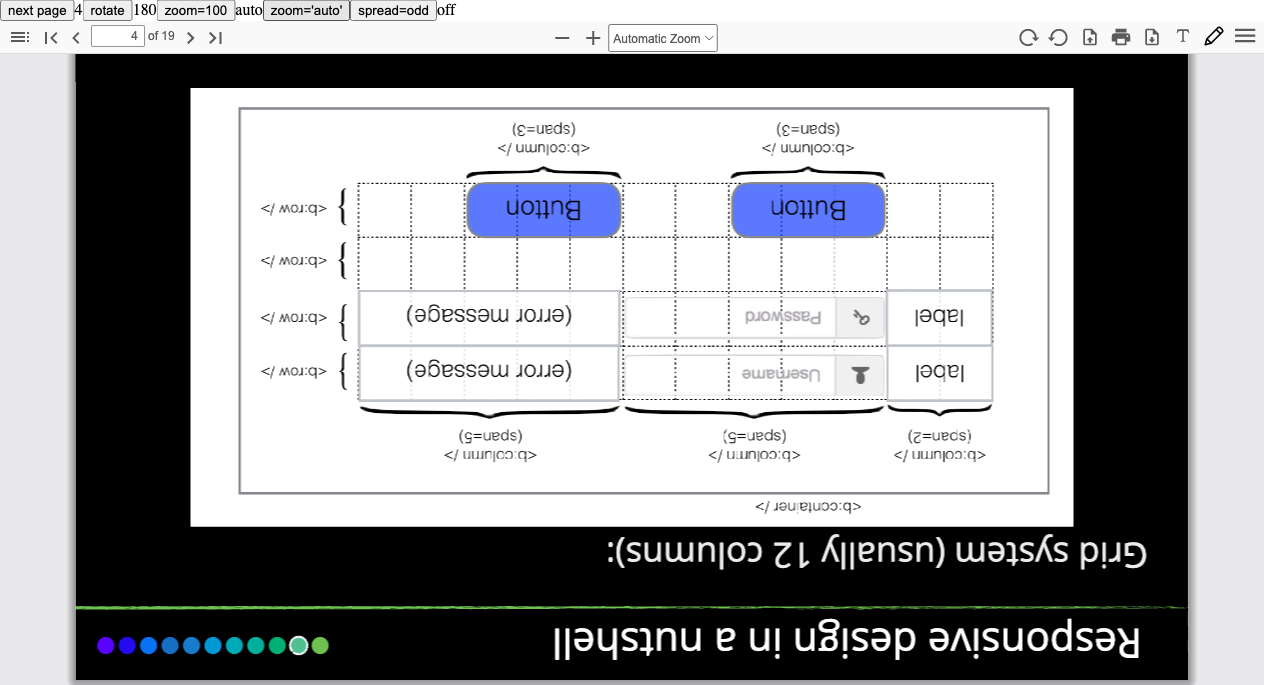 next page 4 rotate 180 zoom=100 auto zoom='auto' spread=odd off
4 of 19 Automatic Zoom T
Responsive design in a nutshell
Grid system (usually 12 columns):
<b:container />
<b:column /> <b:column /> <b:column />
(span=2) (span=5) (span=5)
label Username (error message) <b:row />
label Password (error message) <b:row />
<b:row />
Button Button <b:row />
<b:column /> <b:column />
(span=3) (span=3)